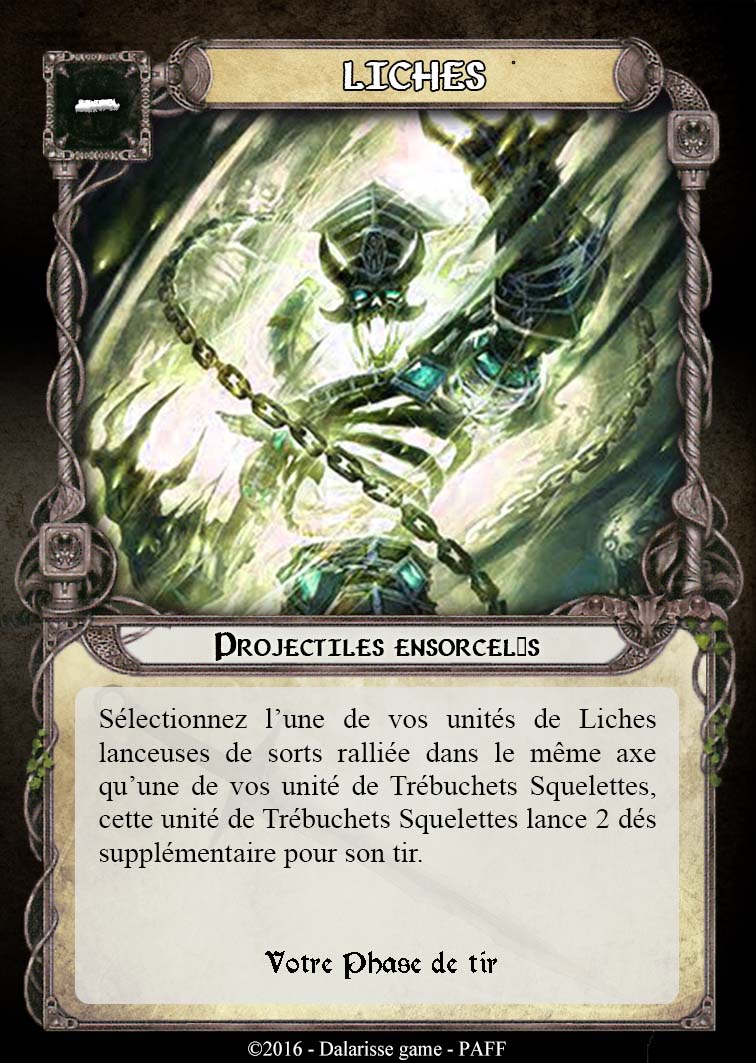 LICHES
-
PROJECTILES ENSORCEL□S
Sélectionnez l'une de vos unités de Liches
lanceuses de sorts ralliée dans le même axe
qu'une de vos unité de Trébuchets Squelettes,
cette unité de Trébuchets Squelettes lance 2 dés
supplémentaire pour son tir.
Votre Phase de tir
©2016 - Dalarisse game - PAFF